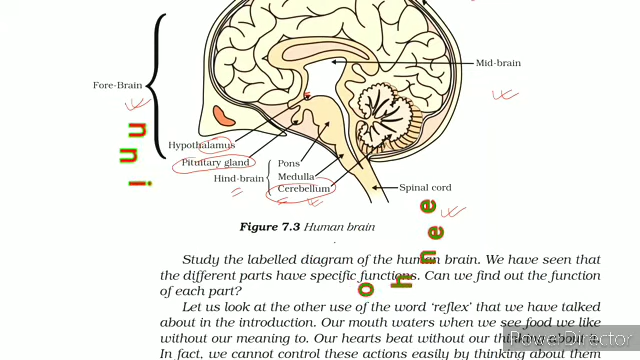 Mid-brain
Fore-Brain
Hypothalamus
Pituitary gland
Hind-brain
Pons
Medulla
Cerebellum
Spinal cord
Figure 7.3 Human brain
Study the labelled diagram of the human brain. We have seen that
the different parts have specific functions. Can we find out the function
of each part?
Let us look at the other use of the word ‘reflex’ that we have talked
about in the introduction. Our mouth waters when we see food we like
without our meaning to. Our hearts beat without our thinking about it.
In fact, we cannot control these actions easily by thinking about them
i n u
o h n e e
PowerDirector